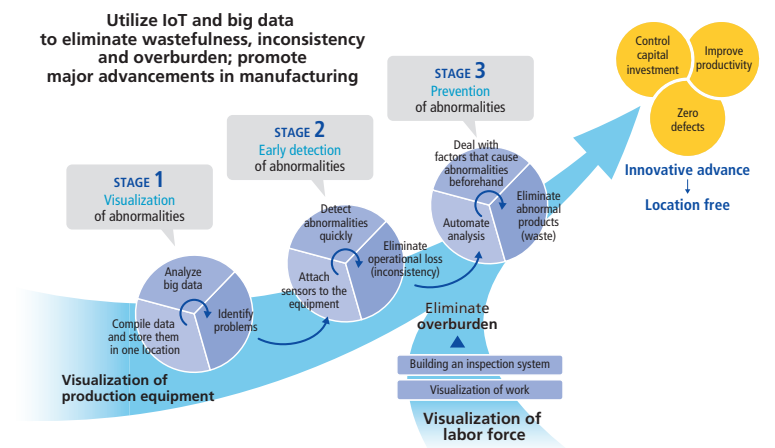 Utilize IoT and big data
to eliminate wastefulness, inconsistency
and overburden; promote
major advancements in manufacturing
STAGE 1
Visualization
of abnormalities
STAGE 2
Early detection
of abnormalities
STAGE 3
Prevention
of abnormalities
Control
capital
investment
Improve
productivity
Zero
defects
Innovative advance
↓
Location free
Analyze
big data
Identify
problems
Compile data
and store them
in one location
Detect
abnormalities
quickly
Eliminate
operational loss
(inconsistency)
Attach
sensors to the
equipment
Deal with
factors that cause
abnormalities
beforehand
Eliminate
abnormal
products
(waste)
Automate
analysis
Visualization of
production equipment
Eliminate
overburden
Building an inspection system
Visualization of work
Visualization of
labor force